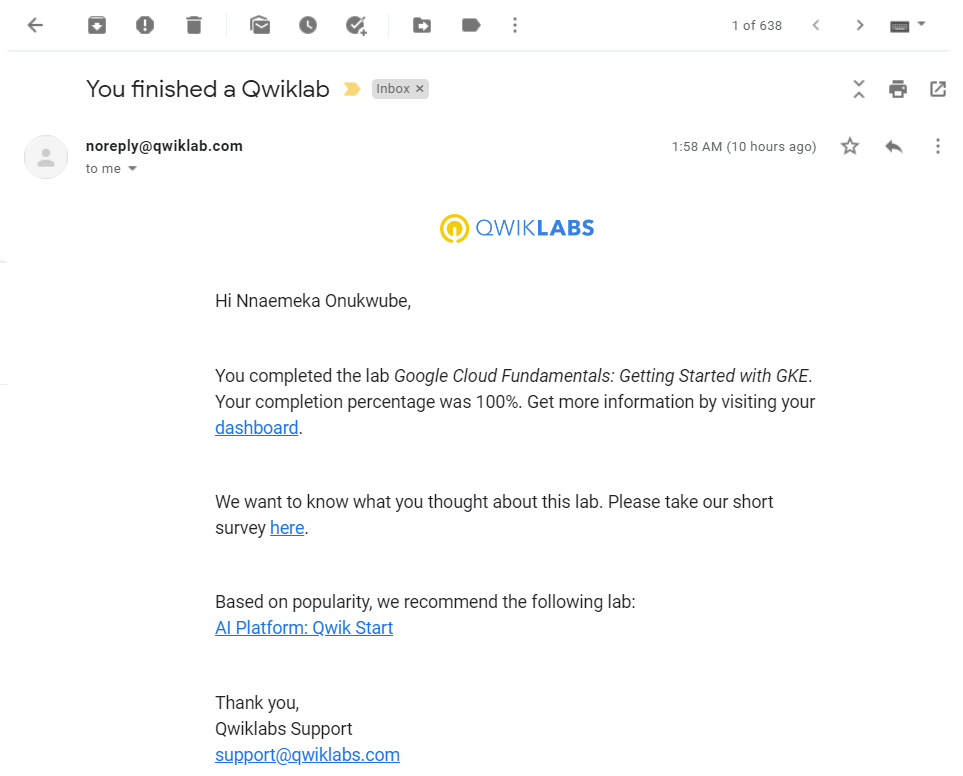 1 of 638
You finished a Qwiklab
Inbox ×
noreply@qwiklab.com
1:58 AM (10 hours ago)
to me
QWIKLABS
Hi Nnaemeka Onukwube,
You completed the lab Google Cloud Fundamentals: Getting Started with GKE.
Your completion percentage was 100%. Get more information by visiting your
dashboard.
We want to know what you thought about this lab. Please take our short
survey here.
Based on popularity, we recommend the following lab:
AI Platform: Qwik Start
Thank you,
Qwiklabs Support
support@qwiklabs.com